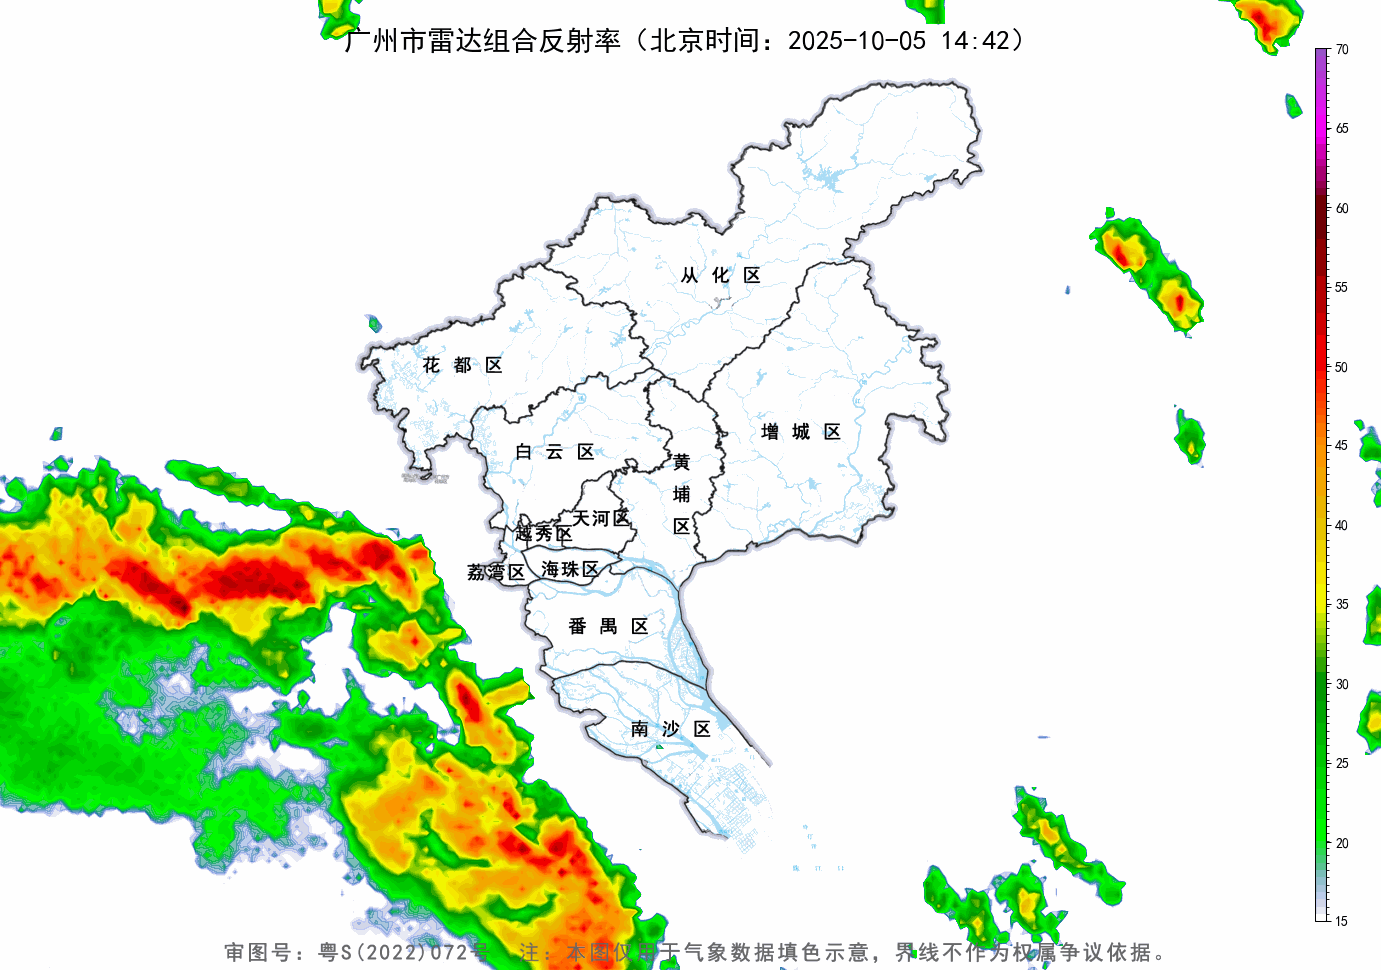 广州市雷达组合反射率（北京时间：2025-10-05 14:42）
70
65
60
55
50
45
40
35
30
25
20
15
从化区
花都区
增城区
白云区
黄埔区
天河区
越秀区
荔湾区
海珠区
番禺区
南沙区
审图号：粤S(2022)072号 注：本图仅用于气象数据填色示意，界线不作为权属争议依据。